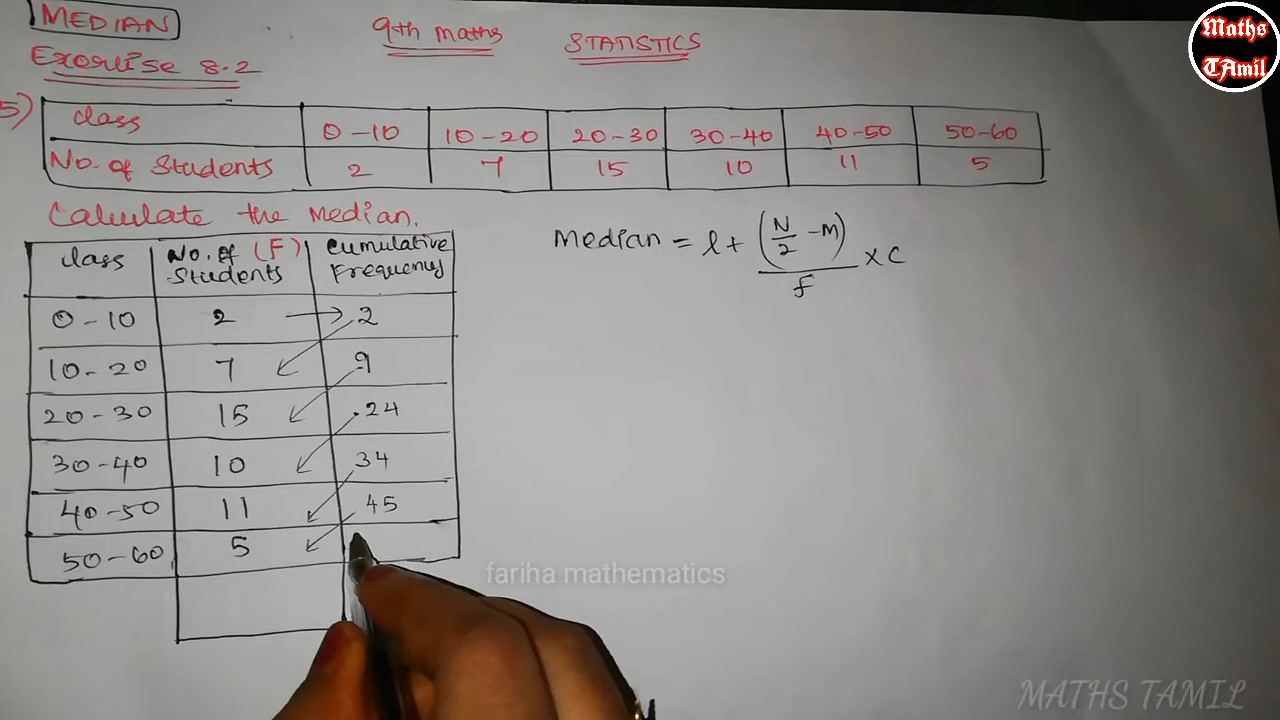 MEDIAN
9th maths STATISTICS
Maths TAmil
Exercise 8.2
5) class 0-10 10-20 20-30 30-40 40-50 50-60
No. of Students 2 7 15 10 11 5
Calculate the Median.
class No. of (F) Students Cumulative Frequency
Median = l + (N/2 - M)/f × C
0-10 2 2
10-20 7 9
20-30 15 24
30-40 10 34
40-50 11 45
50-60 5
fariha mathematics
MATHS TAMIL